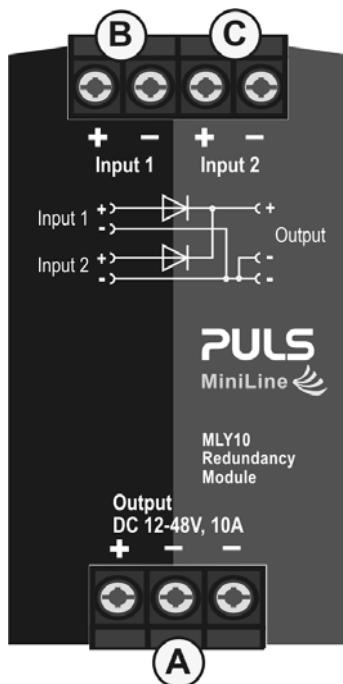 B C
+ − + −
Input 1 Input 2
Input 1 + - + Output
Input 2 + - - -
PULS
MiniLine
MLY10
Redundancy
Module
Output
DC 12-48V, 10A
+ − −
A